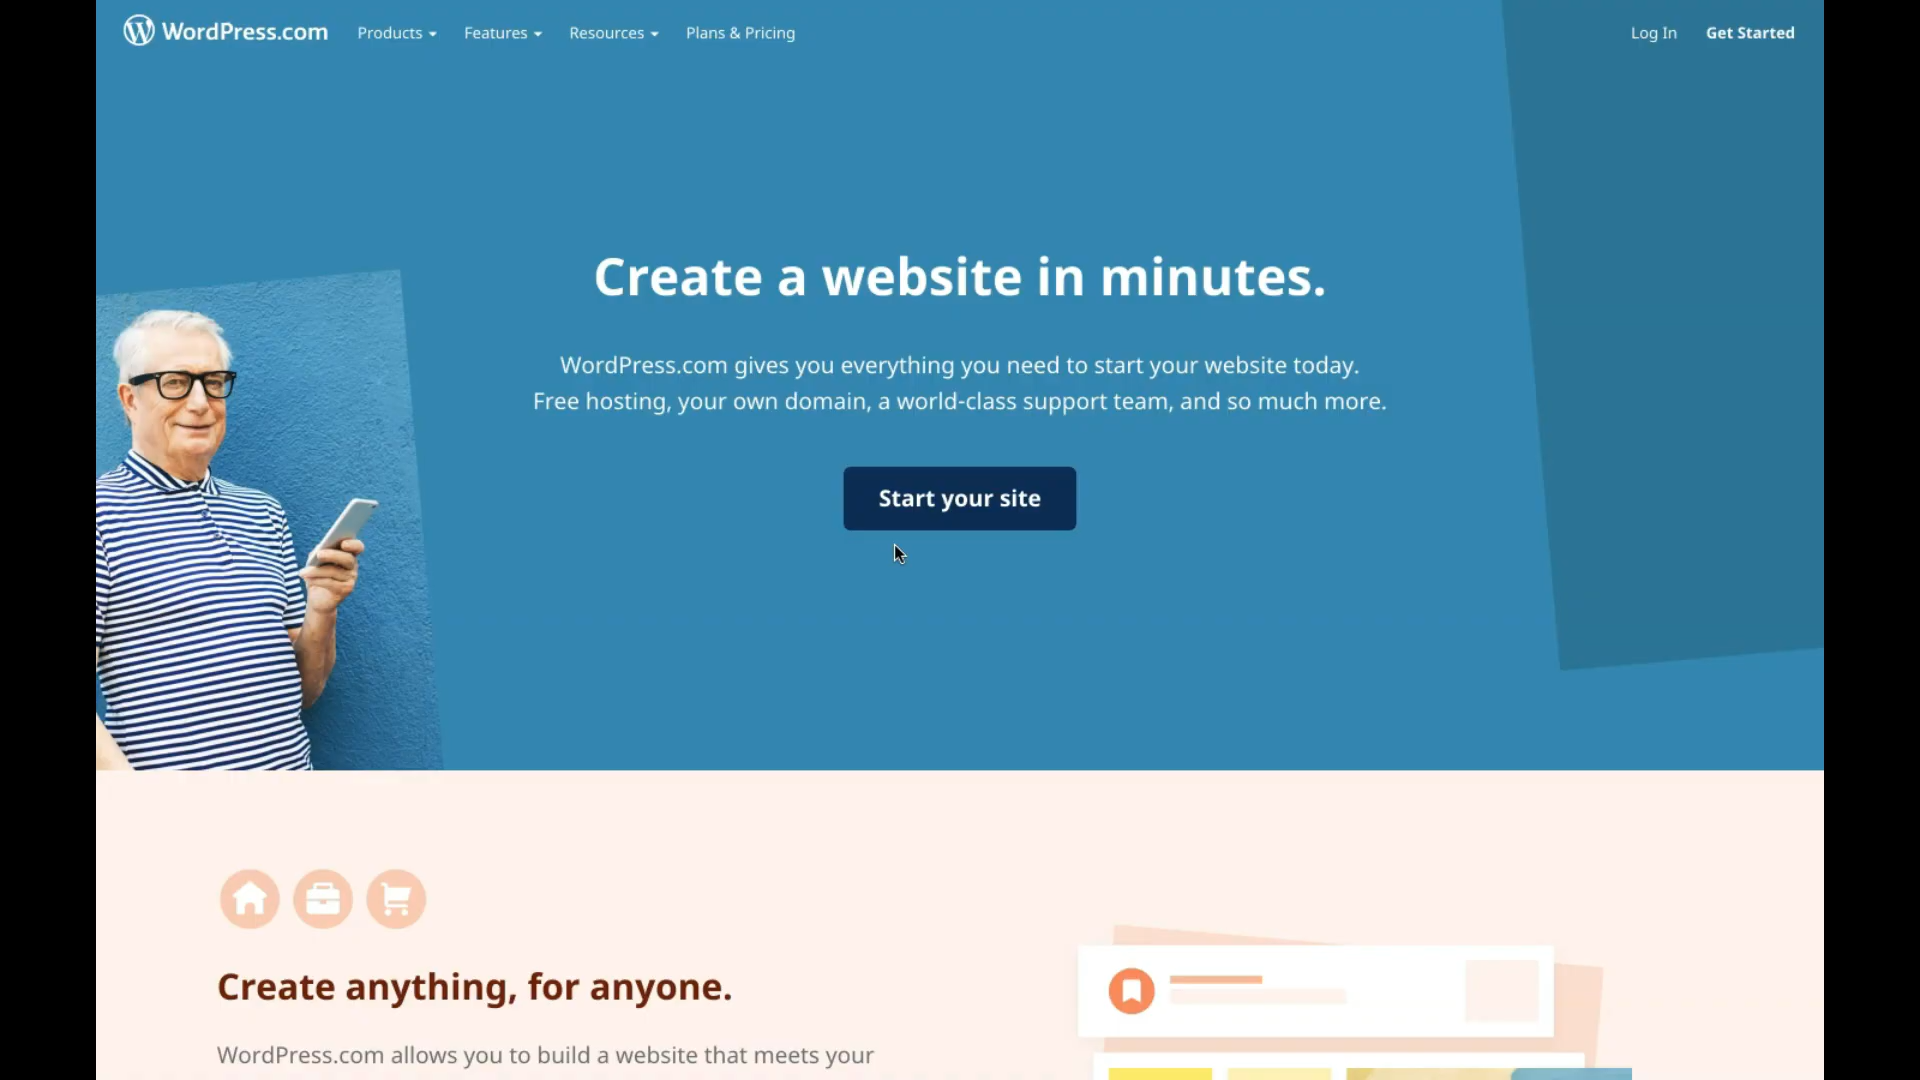 WordPress.com
Products
Features
Resources
Plans & Pricing
Log In
Get Started
Create a website in minutes.
WordPress.com gives you everything you need to start your website today.
Free hosting, your own domain, a world-class support team, and so much more.
Start your site
Create anything, for anyone.
WordPress.com allows you to build a website that meets your